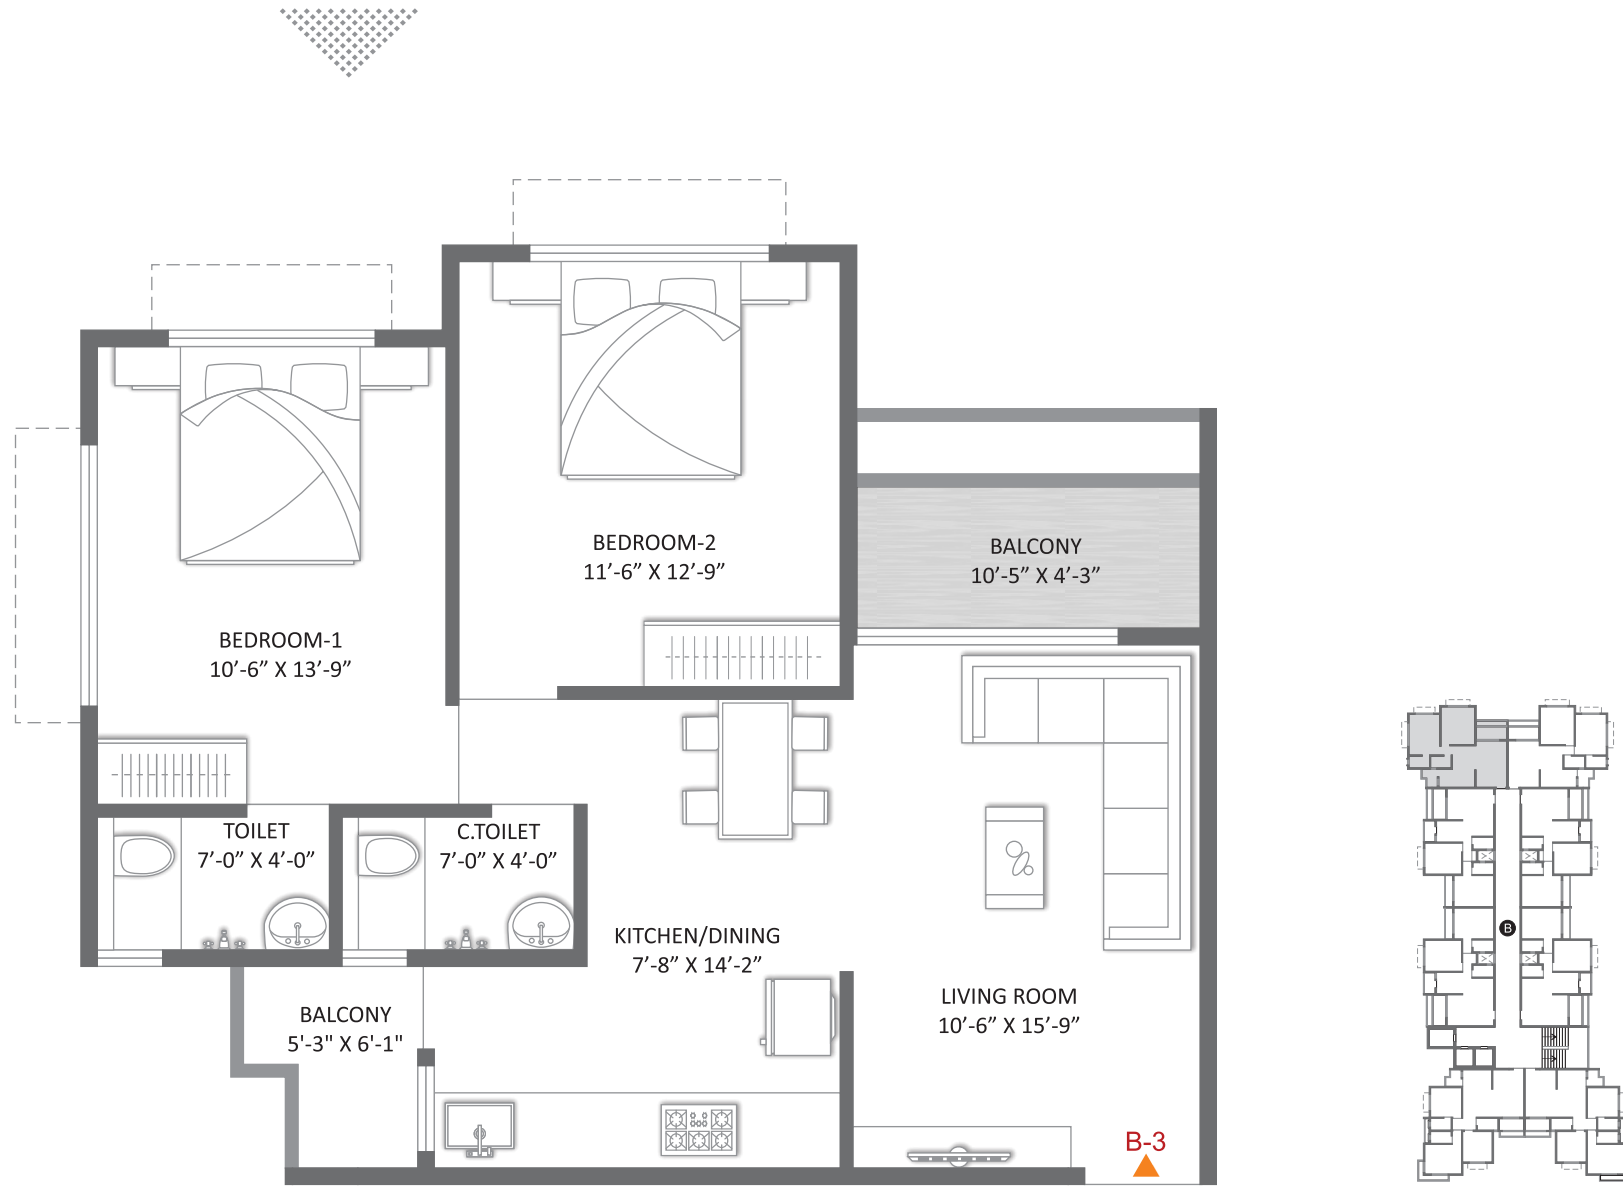 BEDROOM-2
11’-6” X 12’-9”
BALCONY
10’-5” X 4’-3”
BEDROOM-1
10’-6” X 13’-9”
TOILET
7’-0” X 4’-0”
C.TOILET
7’-0” X 4’-0”
KITCHEN/DINING
7’-8” X 14’-2”
LIVING ROOM
10’-6” X 15’-9”
BALCONY
5'-3" X 6'-1"
B-3
B